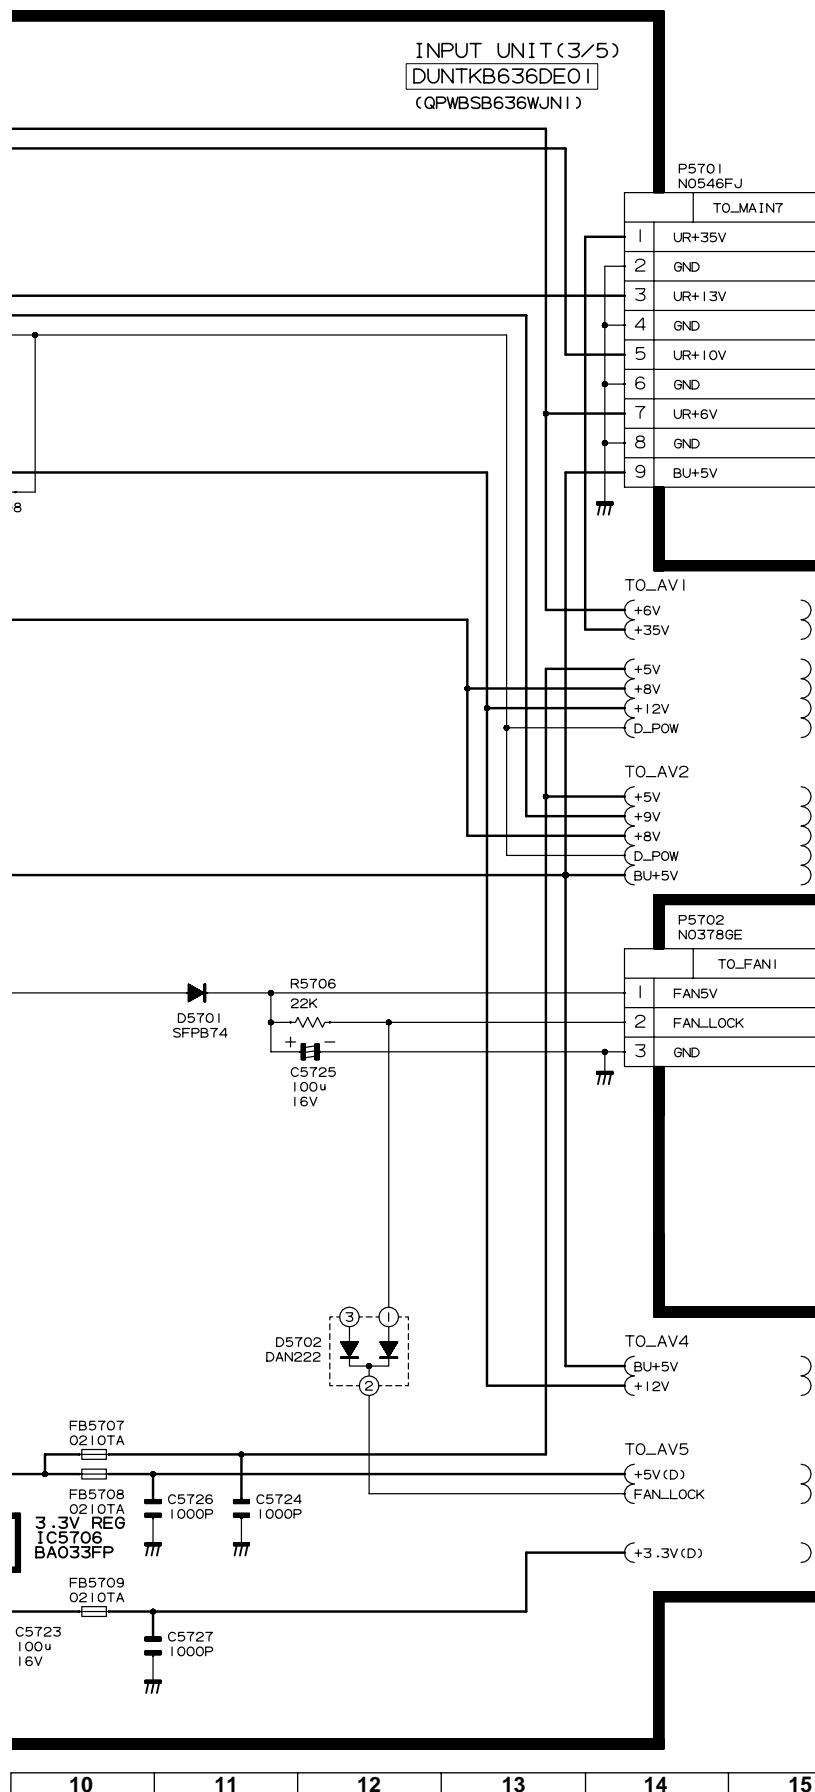 INPUT UNIT(3/5)
DUNTKB636DE01
(QPWBSB636WJN1)
P5701
N0546FJ
TO_MAIN7
1 UR+35V
2 GND
3 UR+13V
4 GND
5 UR+10V
6 GND
7 UR+6V
8 GND
9 BU+5V
8
TO_AV1
+6V
+35V
+5V
+8V
+12V
D_POW
TO_AV2
+5V
+9V
+8V
D_POW
BU+5V
P5702
N0378GE
TO_FAN1
1 FAN5V
2 FAN_LOCK
3 GND
R5706
22K
D5701
SFPB74
+ −
C5725
100u
16V
3 1
D5702
DAN222
2
TO_AV4
BU+5V
+12V
FB5707
0210TA
TO_AV5
+5V(D)
FAN_LOCK
FB5708
0210TA
C5726
1000P
C5724
1000P
3.3V REG
IC5706
BA033FP
+3.3V(D)
FB5709
0210TA
C5723
100u
16V
C5727
1000P
10 11 12 13 14 15